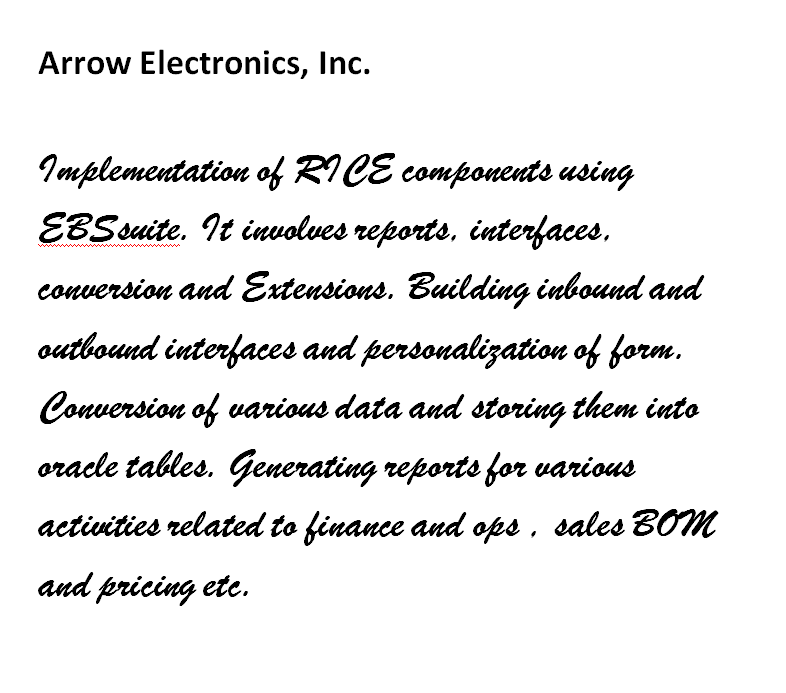 Arrow Electronics, Inc.
Implementation of RICE components using
EBSsuite. It involves reports, interfaces,
conversion and Extensions. Building inbound and
outbound interfaces and personalization of form.
Conversion of various data and storing them into
oracle tables. Generating reports for various
activities related to finance and ops , sales BOM
and pricing etc.